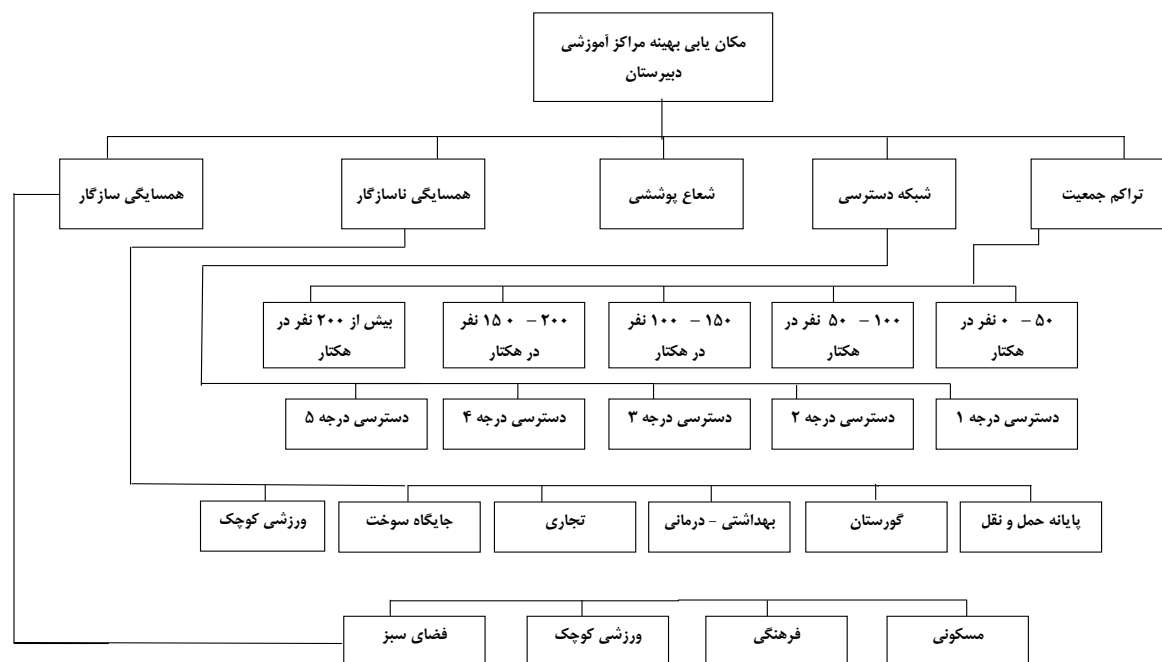 مکان یابی بهینه مراکز آموزشی
دبیرستان
تراکم جمعیت
شبکه دسترسی
شعاع پوششی
همسایگی ناسازگار
همسایگی سازگار
۵۰ – ۰ نفر در
هکتار
۱۰۰ – ۵۰ نفر در
هکتار
۱۵۰ – ۱۰۰ نفر
در هکتار
۲۰۰ – ۱۵۰ نفر
در هکتار
بیش از ۲۰۰ نفر در
هکتار
دسترسی درجه ۱
دسترسی درجه ۲
دسترسی درجه ۳
دسترسی درجه ۴
دسترسی درجه ۵
پایانه حمل و نقل
گورستان
بهداشتی – درمانی
تجاری
جایگاه سوخت
ورزشی کوچک
مسکونی
فرهنگی
ورزشی کوچک
فضای سبز